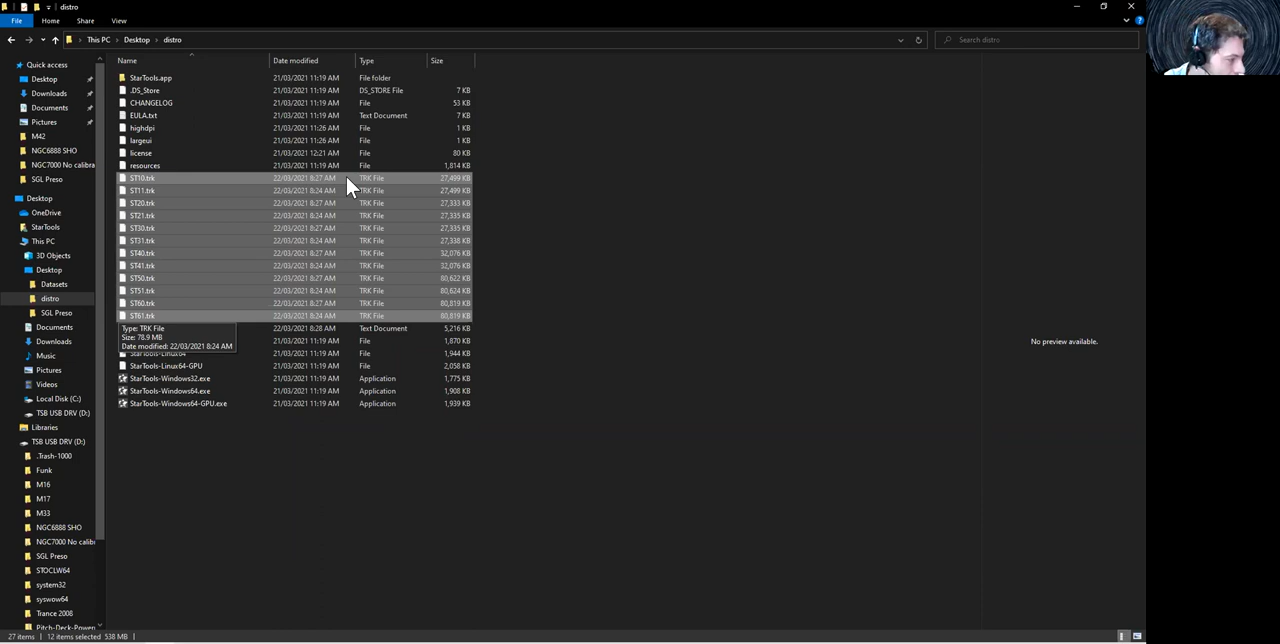 distro
File Home Share View
This PC > Desktop > distro
Search distro
Name Date modified Type Size
Quick access
Desktop
Downloads
Documents
Pictures
M42
NGC6888 SHO
NGC7000 No calibra
SGL Preso
Desktop
OneDrive
StarTools
This PC
3D Objects
Desktop
Datasets
distro
SGL Preso
Documents
Downloads
Music
Pictures
Videos
Local Disk (C:)
TSB USB DRV (D:)
Libraries
TSB USB DRV (D:)
.Trash-1000
Funk
M16
M17
M33
NGC6888 SHO
NGC7000 No calibra
SGL Preso
STOCLW64
system32
syswow64
Trance 2008
Pitch-Deck-Power
StarTools.app 21/03/2021 11:19 AM File folder
.DS_Store 21/03/2021 11:19 AM DS_STORE File 7 KB
CHANGELOG 21/03/2021 11:19 AM File 53 KB
EULA.txt 21/03/2021 11:19 AM Text Document 7 KB
highdpi 21/03/2021 11:26 AM File 1 KB
largeui 21/03/2021 11:26 AM File 1 KB
license 21/03/2021 12:21 AM File 80 KB
resources 21/03/2021 11:19 AM File 1,814 KB
ST10.trk 22/03/2021 8:27 AM TRK File 27,499 KB
ST11.trk 22/03/2021 8:24 AM TRK File 27,499 KB
ST20.trk 22/03/2021 8:27 AM TRK File 27,333 KB
ST21.trk 22/03/2021 8:24 AM TRK File 27,335 KB
ST30.trk 22/03/2021 8:27 AM TRK File 27,335 KB
ST31.trk 22/03/2021 8:24 AM TRK File 27,338 KB
ST40.trk 22/03/2021 8:27 AM TRK File 32,076 KB
ST41.trk 22/03/2021 8:24 AM TRK File 32,076 KB
ST50.trk 22/03/2021 8:27 AM TRK File 80,622 KB
ST51.trk 22/03/2021 8:24 AM TRK File 80,624 KB
ST60.trk 22/03/2021 8:27 AM TRK File 80,819 KB
ST61.trk 22/03/2021 8:24 AM TRK File 80,819 KB
22/03/2021 8:28 AM Text Document 5,216 KB
21/03/2021 11:19 AM File 1,870 KB
StarTools-Linux64 21/03/2021 11:19 AM File 1,944 KB
StarTools-Linux64-GPU 21/03/2021 11:19 AM File 2,058 KB
StarTools-Windows32.exe 21/03/2021 11:19 AM Application 1,775 KB
StarTools-Windows64.exe 21/03/2021 11:19 AM Application 1,908 KB
StarTools-Windows64-GPU.exe 21/03/2021 11:19 AM Application 1,939 KB
Type: TRK File
Size: 78.9 MB
Date modified: 22/03/2021 8:24 AM
No preview available.
27 items 12 items selected 538 MB